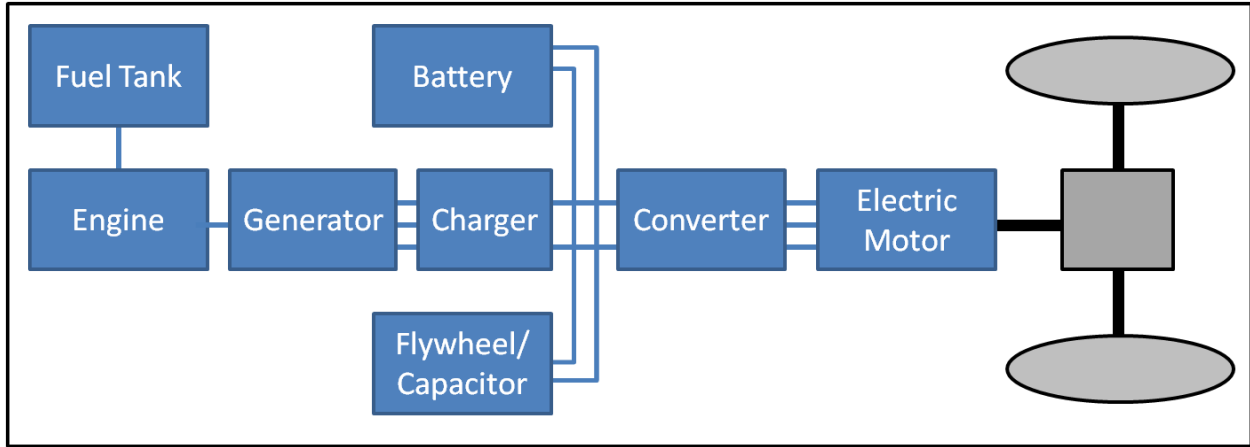 Fuel Tank
Battery
Engine
Generator
Charger
Converter
Electric
Motor
Flywheel/
Capacitor